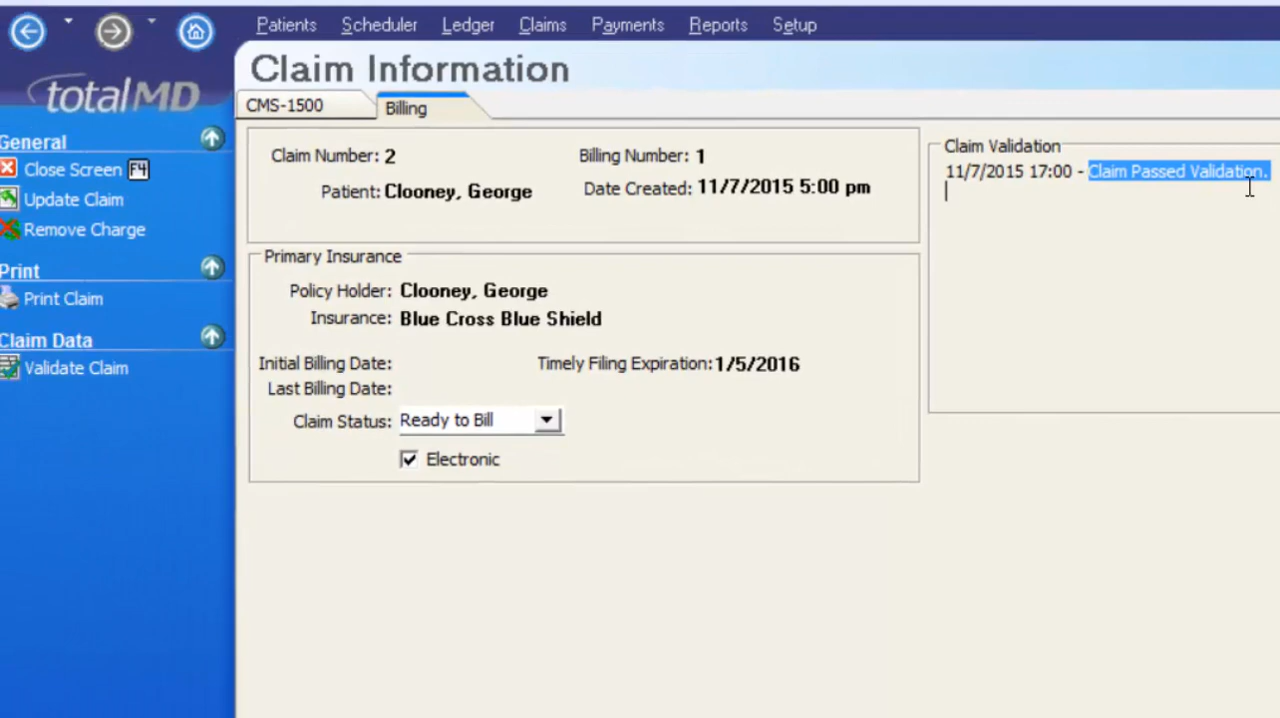 Patients Scheduler Ledger Claims Payments Reports Setup
totalMD
Claim Information
CMS-1500 Billing
General
Close Screen F4
Update Claim
Remove Charge
Print
Print Claim
Claim Data
Validate Claim
Claim Number: 2 Billing Number: 1
Patient: Clooney, George Date Created: 11/7/2015 5:00 pm
Primary Insurance
Policy Holder: Clooney, George
Insurance: Blue Cross Blue Shield
Initial Billing Date: Timely Filing Expiration: 1/5/2016
Last Billing Date:
Claim Status: Ready to Bill
Electronic
Claim Validation
11/7/2015 17:00 - Claim Passed Validation.